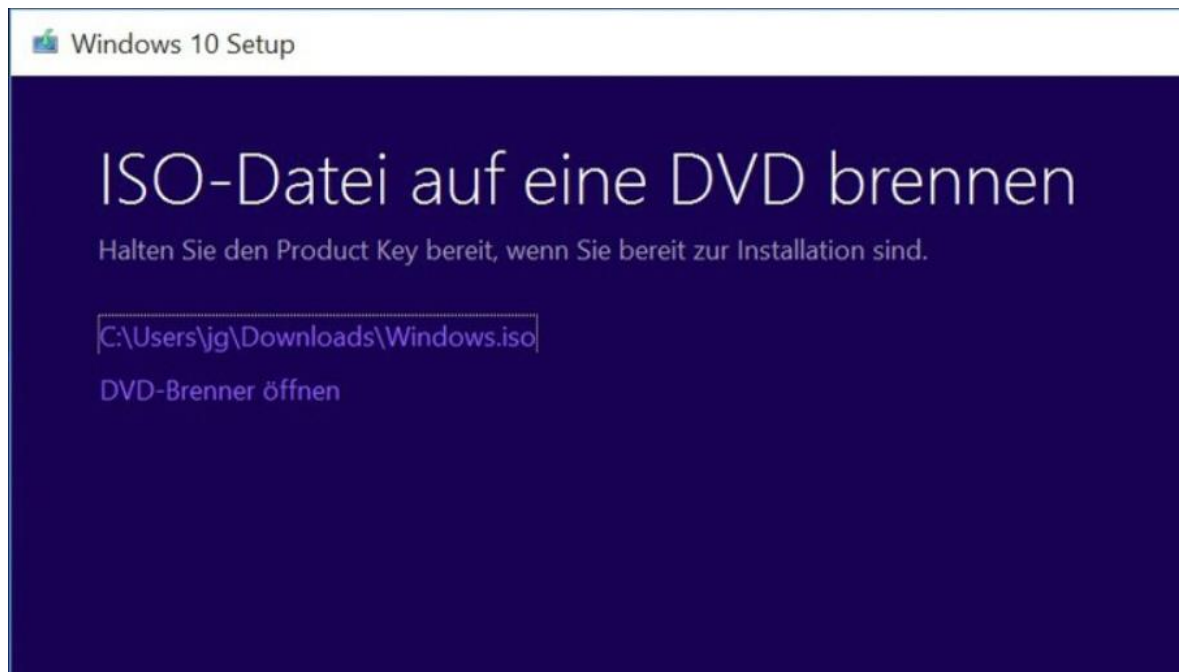 Windows 10 Setup
ISO-Datei auf eine DVD brennen
Halten Sie den Product Key bereit, wenn Sie bereit zur Installation sind.
C:\Users\jg\Downloads\Windows.iso
DVD-Brenner öffnen